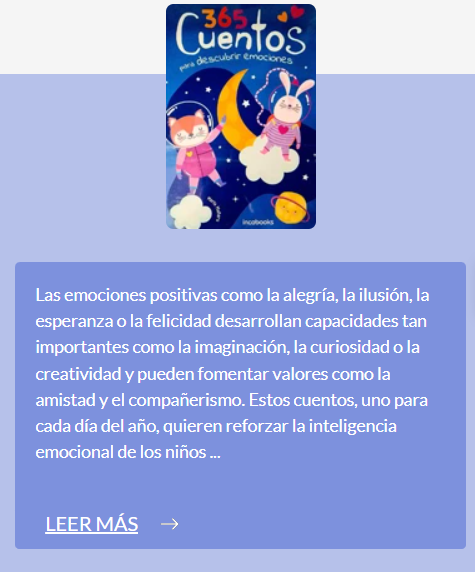 365
Cuentos
para descubrir emociones
incabooks
Las emociones positivas como la alegría, la ilusión, la
esperanza o la felicidad desarrollan capacidades tan
importantes como la imaginación, la curiosidad o la
creatividad y pueden fomentar valores como la
amistad y el compañerismo. Estos cuentos, uno para
cada día del año, quieren reforzar la inteligencia
emocional de los niños ...
LEER MÁS →